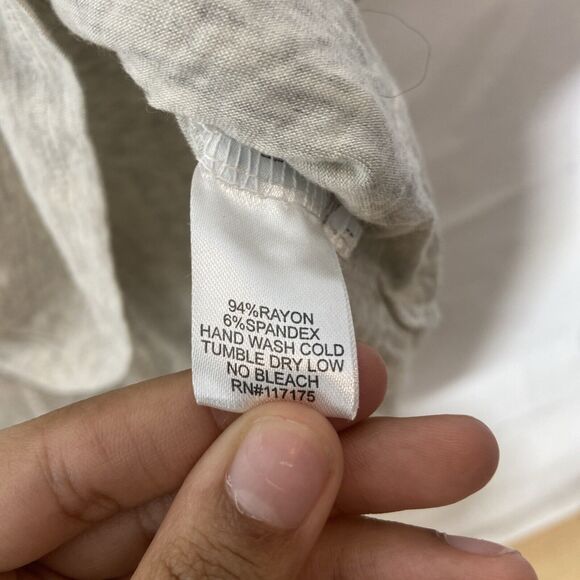 94%RAYON
6%SPANDEX
HAND WASH COLD
TUMBLE DRY LOW
NO BLEACH
RN#117175